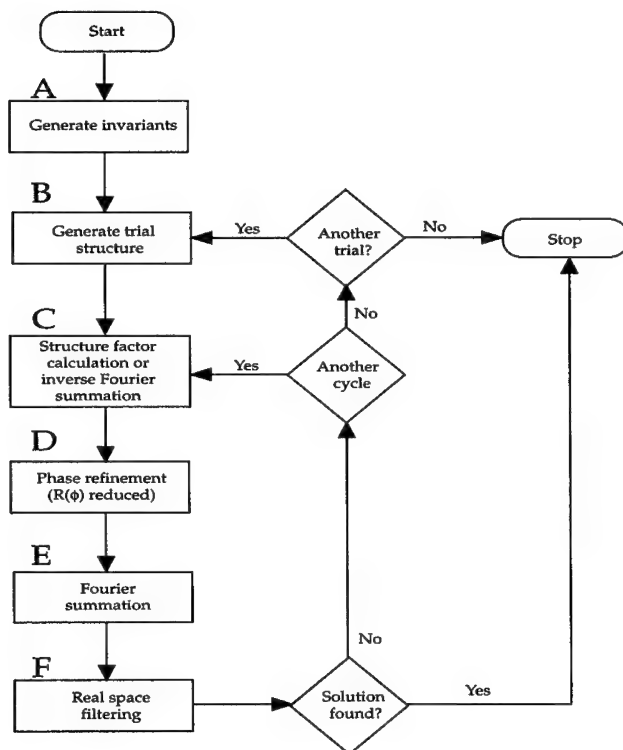 Start
A
Generate invariants
B
Generate trial
structure
Yes
Another
trial?
No
Stop
No
C
Structure factor
calculation or
inverse Fourier
summation
Yes
Another
cycle
D
Phase refinement
(R(ϕ) reduced)
E
Fourier
summation
No
F
Real space
filtering
Solution
found?
Yes